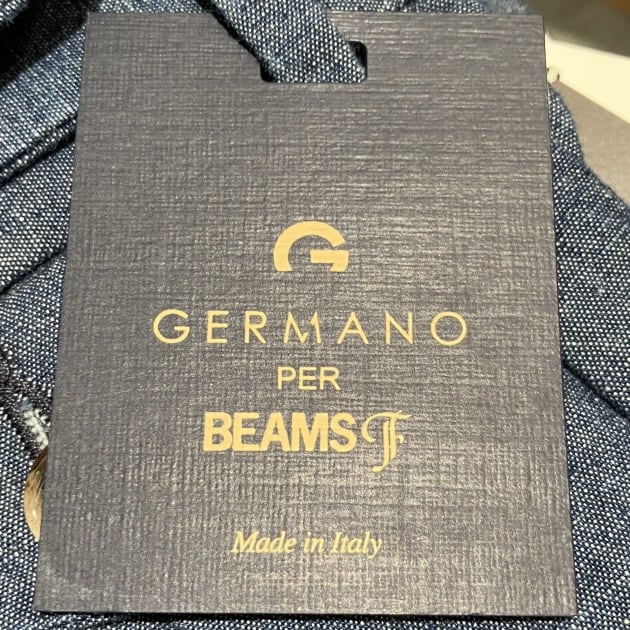 G
GERMANO
PER
BEAMS F
Made in Italy